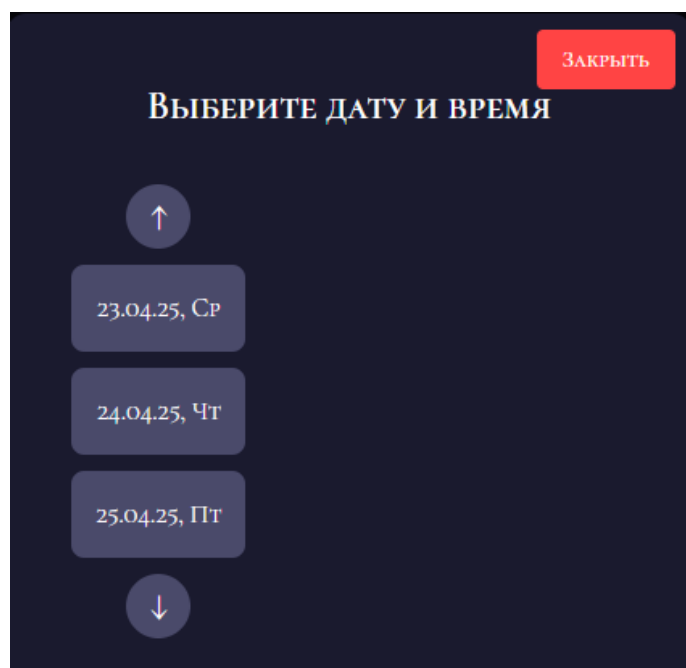 Закрыть
Выберите дату и время
↑
23.04.25, Ср
24.04.25, Чт
25.04.25, Пт
↓